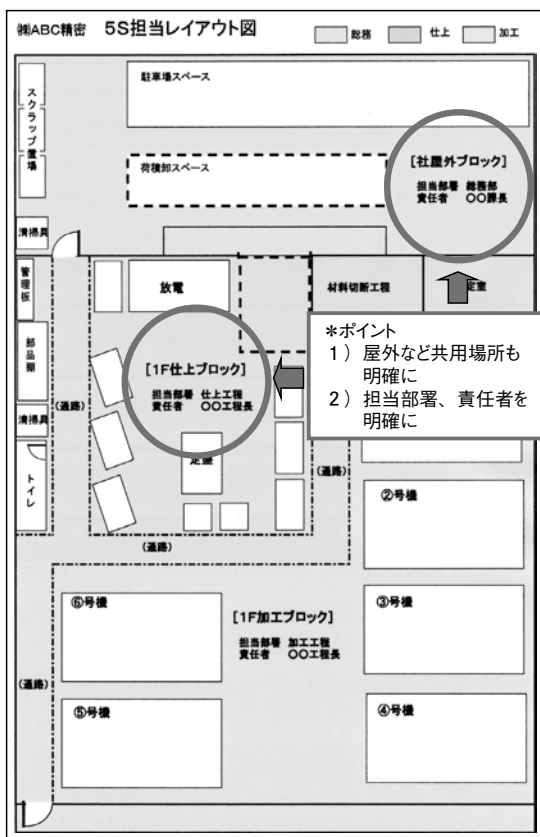 ㈱ABC精密 5S担当レイアウト図
総務
仕上
加工
駐車場スペース
スクラップ置場
荷積卸スペース
[社屋外ブロック]
担当部署 総務部
責任者 〇〇課長
清掃具
管理板
放電
材料切断工程
定室
*ポイント
1) 屋外など共用場所も
明確に
2) 担当部署、責任者を
明確に
部品棚
[1F仕上ブロック]
担当部署 仕上工程
責任者 〇〇工程長
清掃具
(通路)
定盤
トイレ
(通路)
②号機
(通路)
⑥号機
[1F加工ブロック]
担当部署 加工工程
責任者 〇〇工程長
③号機
(通路)
⑤号機
④号機